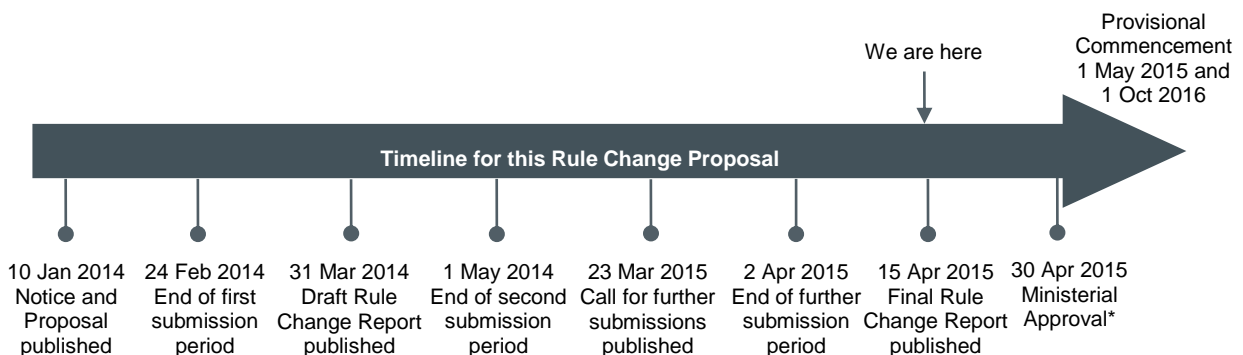 Provisional
Commencement
1 May 2015 and
1 Oct 2016
We are here
Timeline for this Rule Change Proposal
10 Jan 2014
Notice and
Proposal
published
24 Feb 2014
End of first
submission
period
31 Mar 2014
Draft Rule
Change Report
published
1 May 2014
End of second
submission
period
23 Mar 2015
Call for further
submissions
published
2 Apr 2015
End of further
submission
period
15 Apr 2015
Final Rule
Change Report
published
30 Apr 2015
Ministerial
Approval*